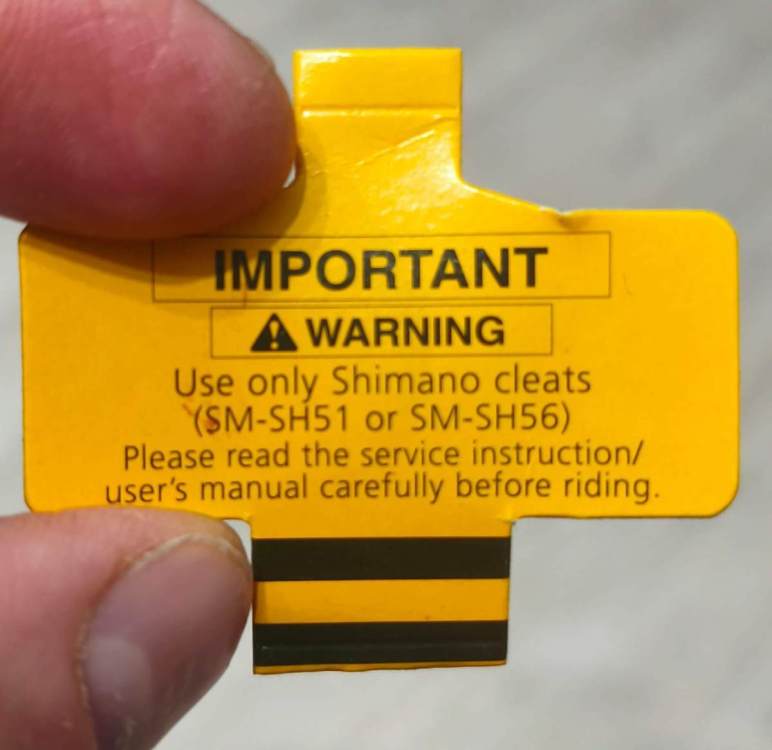 IMPORTANT
⚠ WARNING
Use only Shimano cleats
(SM-SH51 or SM-SH56)
Please read the service instruction/
user's manual carefully before riding.